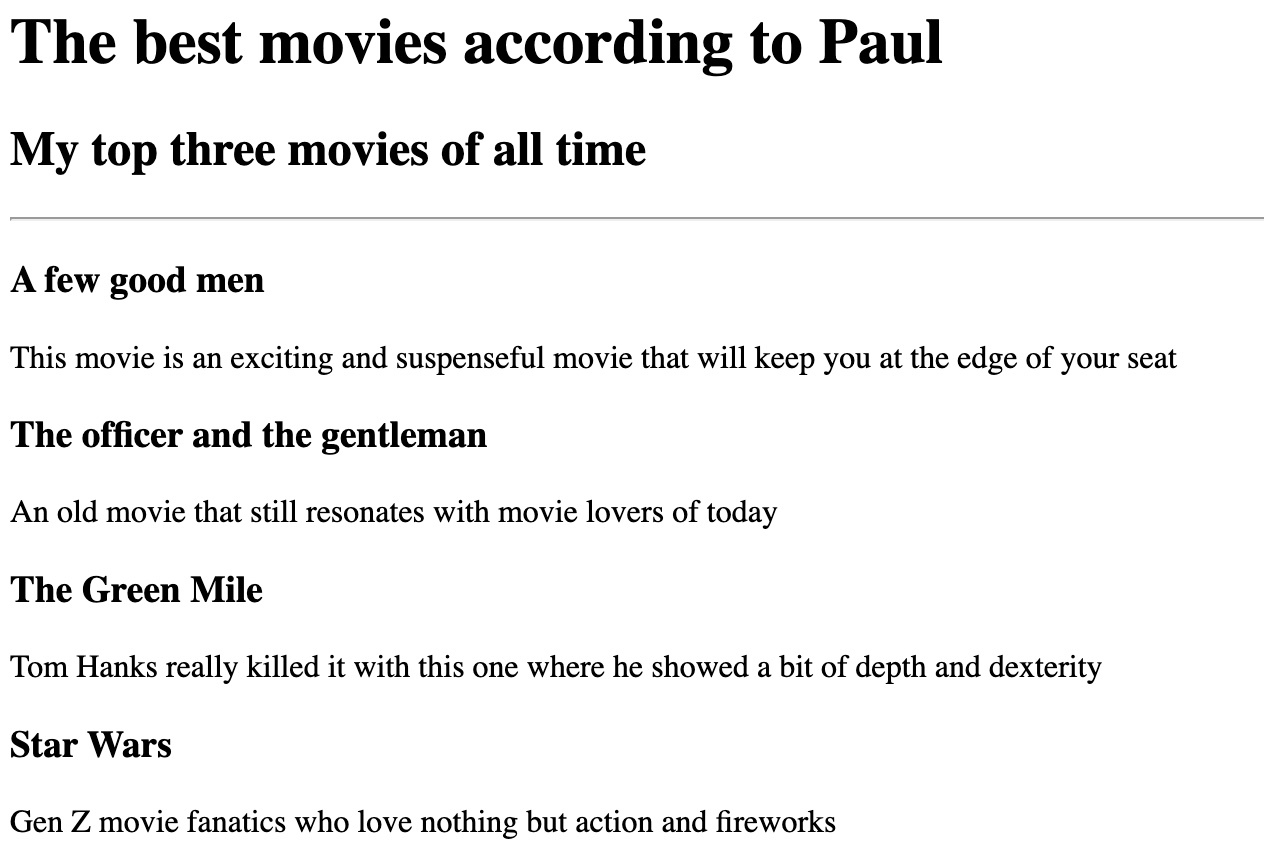 The best movies according to Paul
My top three movies of all time
A few good men
This movie is an exciting and suspenseful movie that will keep you at the edge of your seat
The officer and the gentleman
An old movie that still resonates with movie lovers of today
The Green Mile
Tom Hanks really killed it with this one where he showed a bit of depth and dexterity
Star Wars
Gen Z movie fanatics who love nothing but action and fireworks